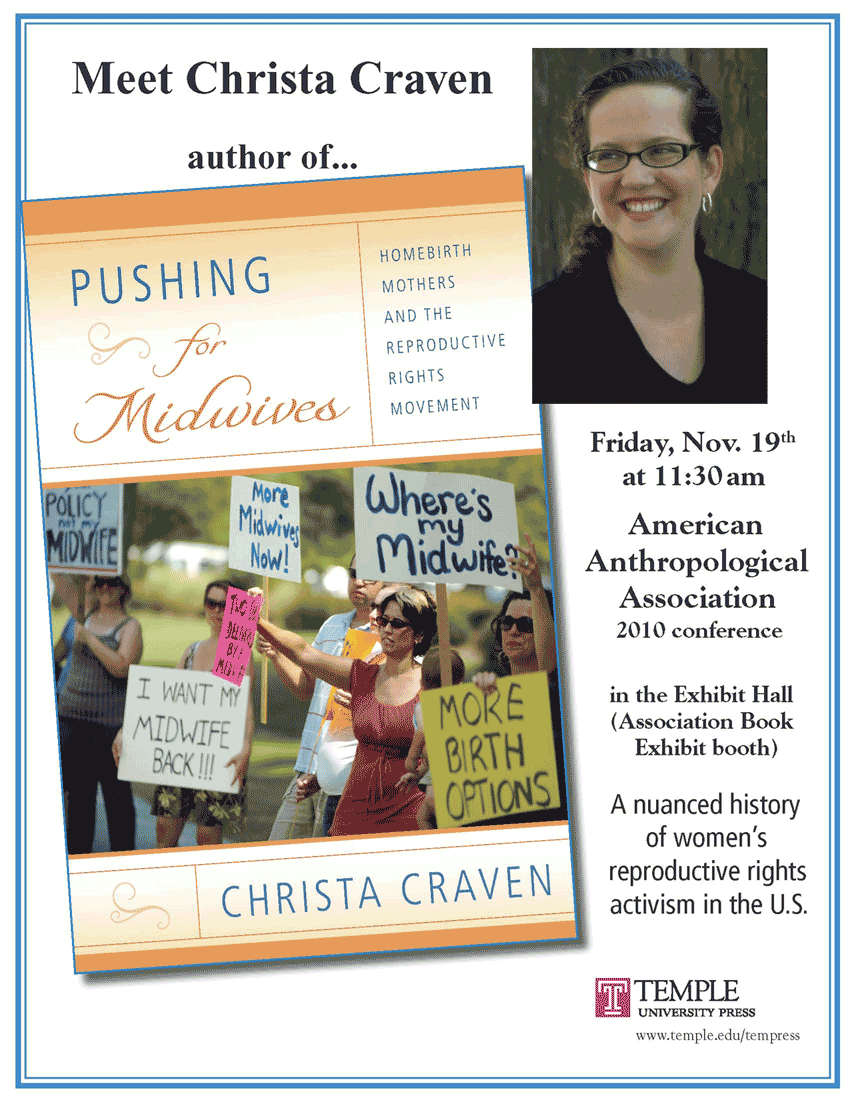 Meet Christa Craven
author of...
PUSHING
for
Midwives
HOMEBIRTH
MOTHERS
AND THE
REPRODUCTIVE
RIGHTS
MOVEMENT
POLICY
not my
MIDWIFE
More
Midwives
Now!
Where's
my
Midwife?
I WANT MY
MIDWIFE
BACK!!!
MORE
BIRTH
OPTIONS
CHRISTA CRAVEN
Friday, Nov. 19th
at 11:30 am
American
Anthropological
Association
2010 conference
in the Exhibit Hall
(Association Book
Exhibit booth)
A nuanced history
of women's
reproductive rights
activism in the U.S.
TEMPLE
UNIVERSITY PRESS
www.temple.edu/tempress